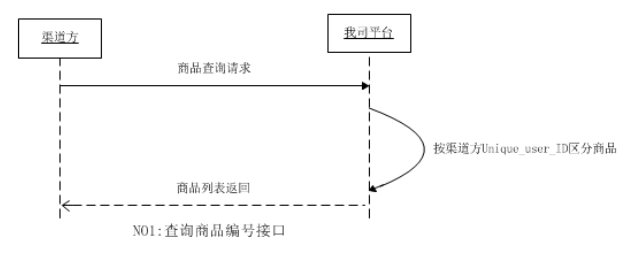 渠道方
我司平台
商品查询请求
按渠道方Unique_user_ID区分商品
商品列表返回
NO1:查询商品编号接口